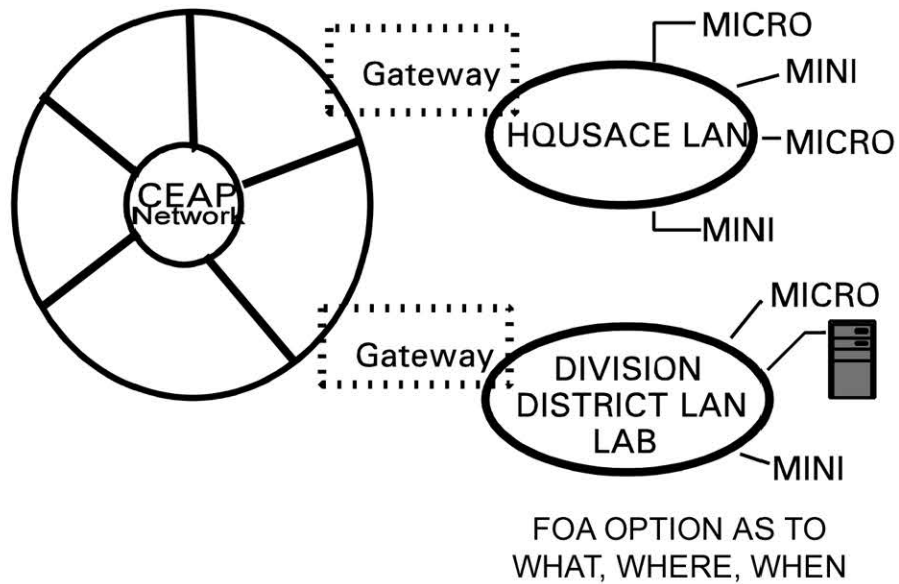 CEAP
Network
Gateway
HQUSACE LAN
MICRO
MINI
MICRO
MINI
Gateway
DIVISION
DISTRICT LAN
LAB
MICRO
MINI
FOA OPTION AS TO
WHAT, WHERE, WHEN